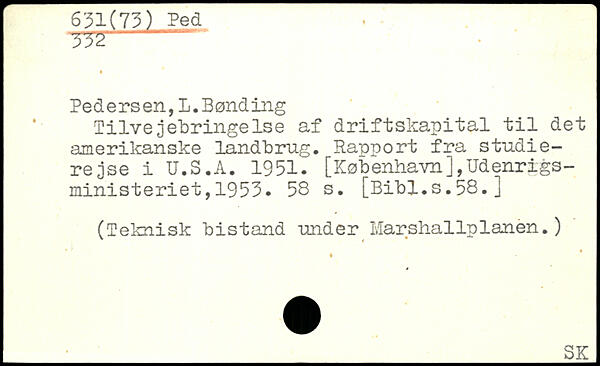 631(73) Ped
332
Pedersen,L.Bønding
Tilvejebringelse af driftskapital til det
amerikanske landbrug. Rapport fra studie-
rejse i U.S.A. 1951. [København],Udenrigs-
ministeriet,1953. 58 s. [Bibl.s.58.]
(Teknisk bistand under Marshallplanen.)
SK